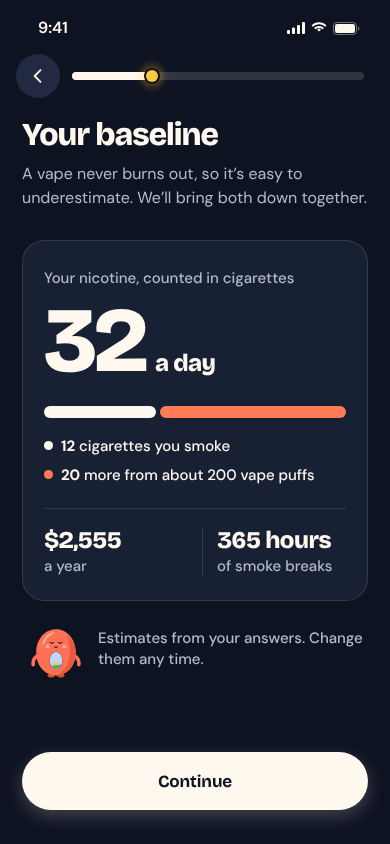 9:41
Your baseline
A vape never burns out, so it’s easy to
underestimate. We’ll bring both down together.
Your nicotine, counted in cigarettes
32 a day
12 cigarettes you smoke
20 more from about 200 vape puffs
$2,555
a year
365 hours
of smoke breaks
Estimates from your answers. Change
them any time.
Continue